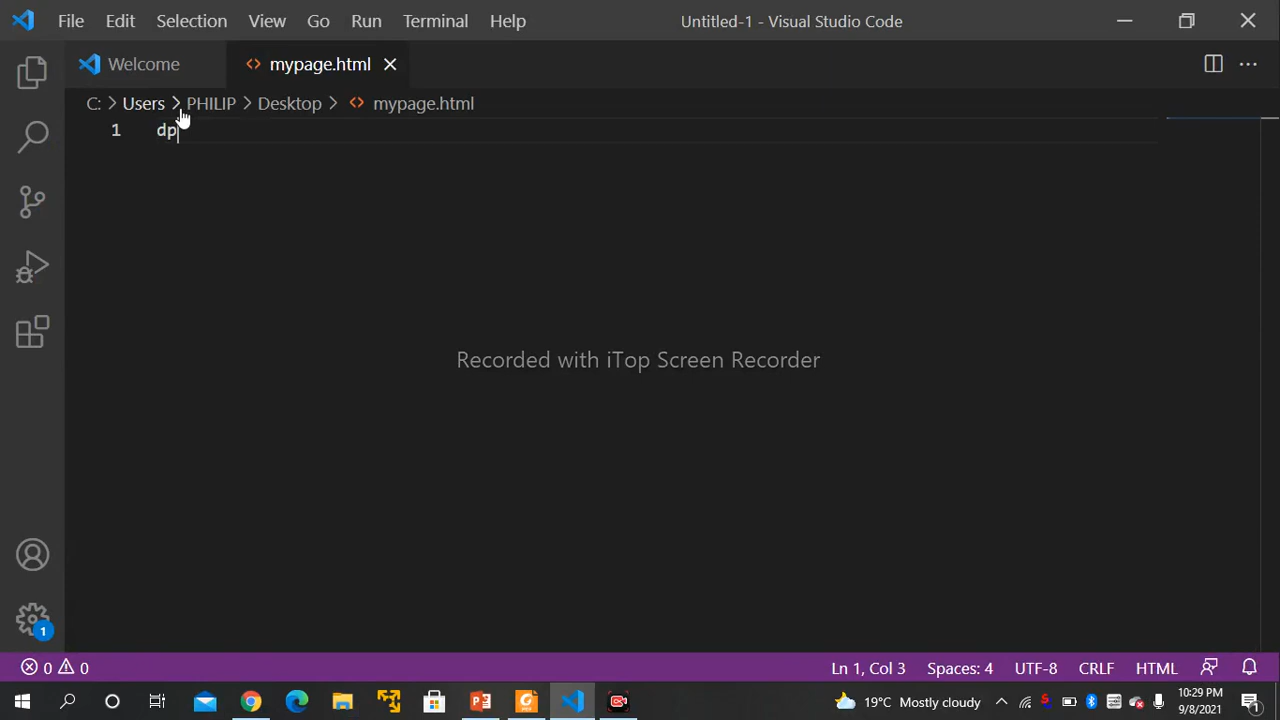 File Edit Selection View Go Run Terminal Help Untitled-1 - Visual Studio Code
Welcome mypage.html
C: > Users > PHILIP > Desktop > mypage.html
1 dp
Recorded with iTop Screen Recorder
1
0 0 Ln 1, Col 3 Spaces: 4 UTF-8 CRLF HTML
19°C Mostly cloudy 10:29 PM
9/8/2021 1